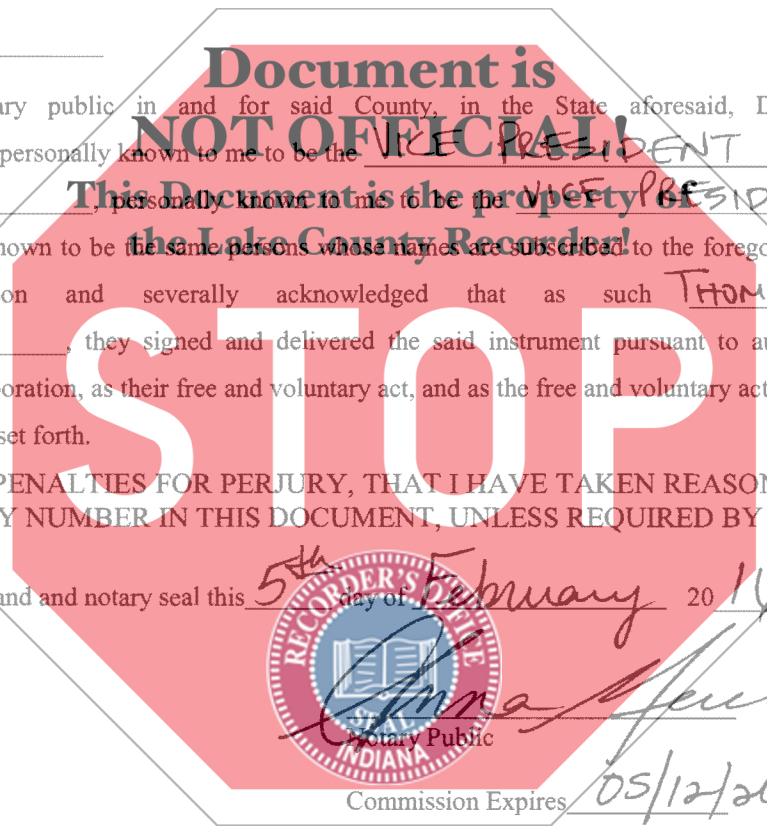 Document is
ary public in and for said County, in the State aforesaid, D
NOT OFFICIAL!
personally known to me to be the VICE PRESIDENT
This Document is the property of
, personally known to me to be the VICE PRESID
the Lake County Recorder!
nown to be the same persons whose names are subscribed to the forego
on and severally acknowledged that as such THOM
, they signed and delivered the said instrument pursuant to au
poration, as their free and voluntary act, and as the free and voluntary act
set forth.
STOP
PENALTIES FOR PERJURY, THAT I HAVE TAKEN REASON
Y NUMBER IN THIS DOCUMENT, UNLESS REQUIRED BY
and and notary seal this 5th day of February 20
RECORDER'S OFFICE
SEAL
INDIANA
Notary Public
Commission Expires 05/12/20